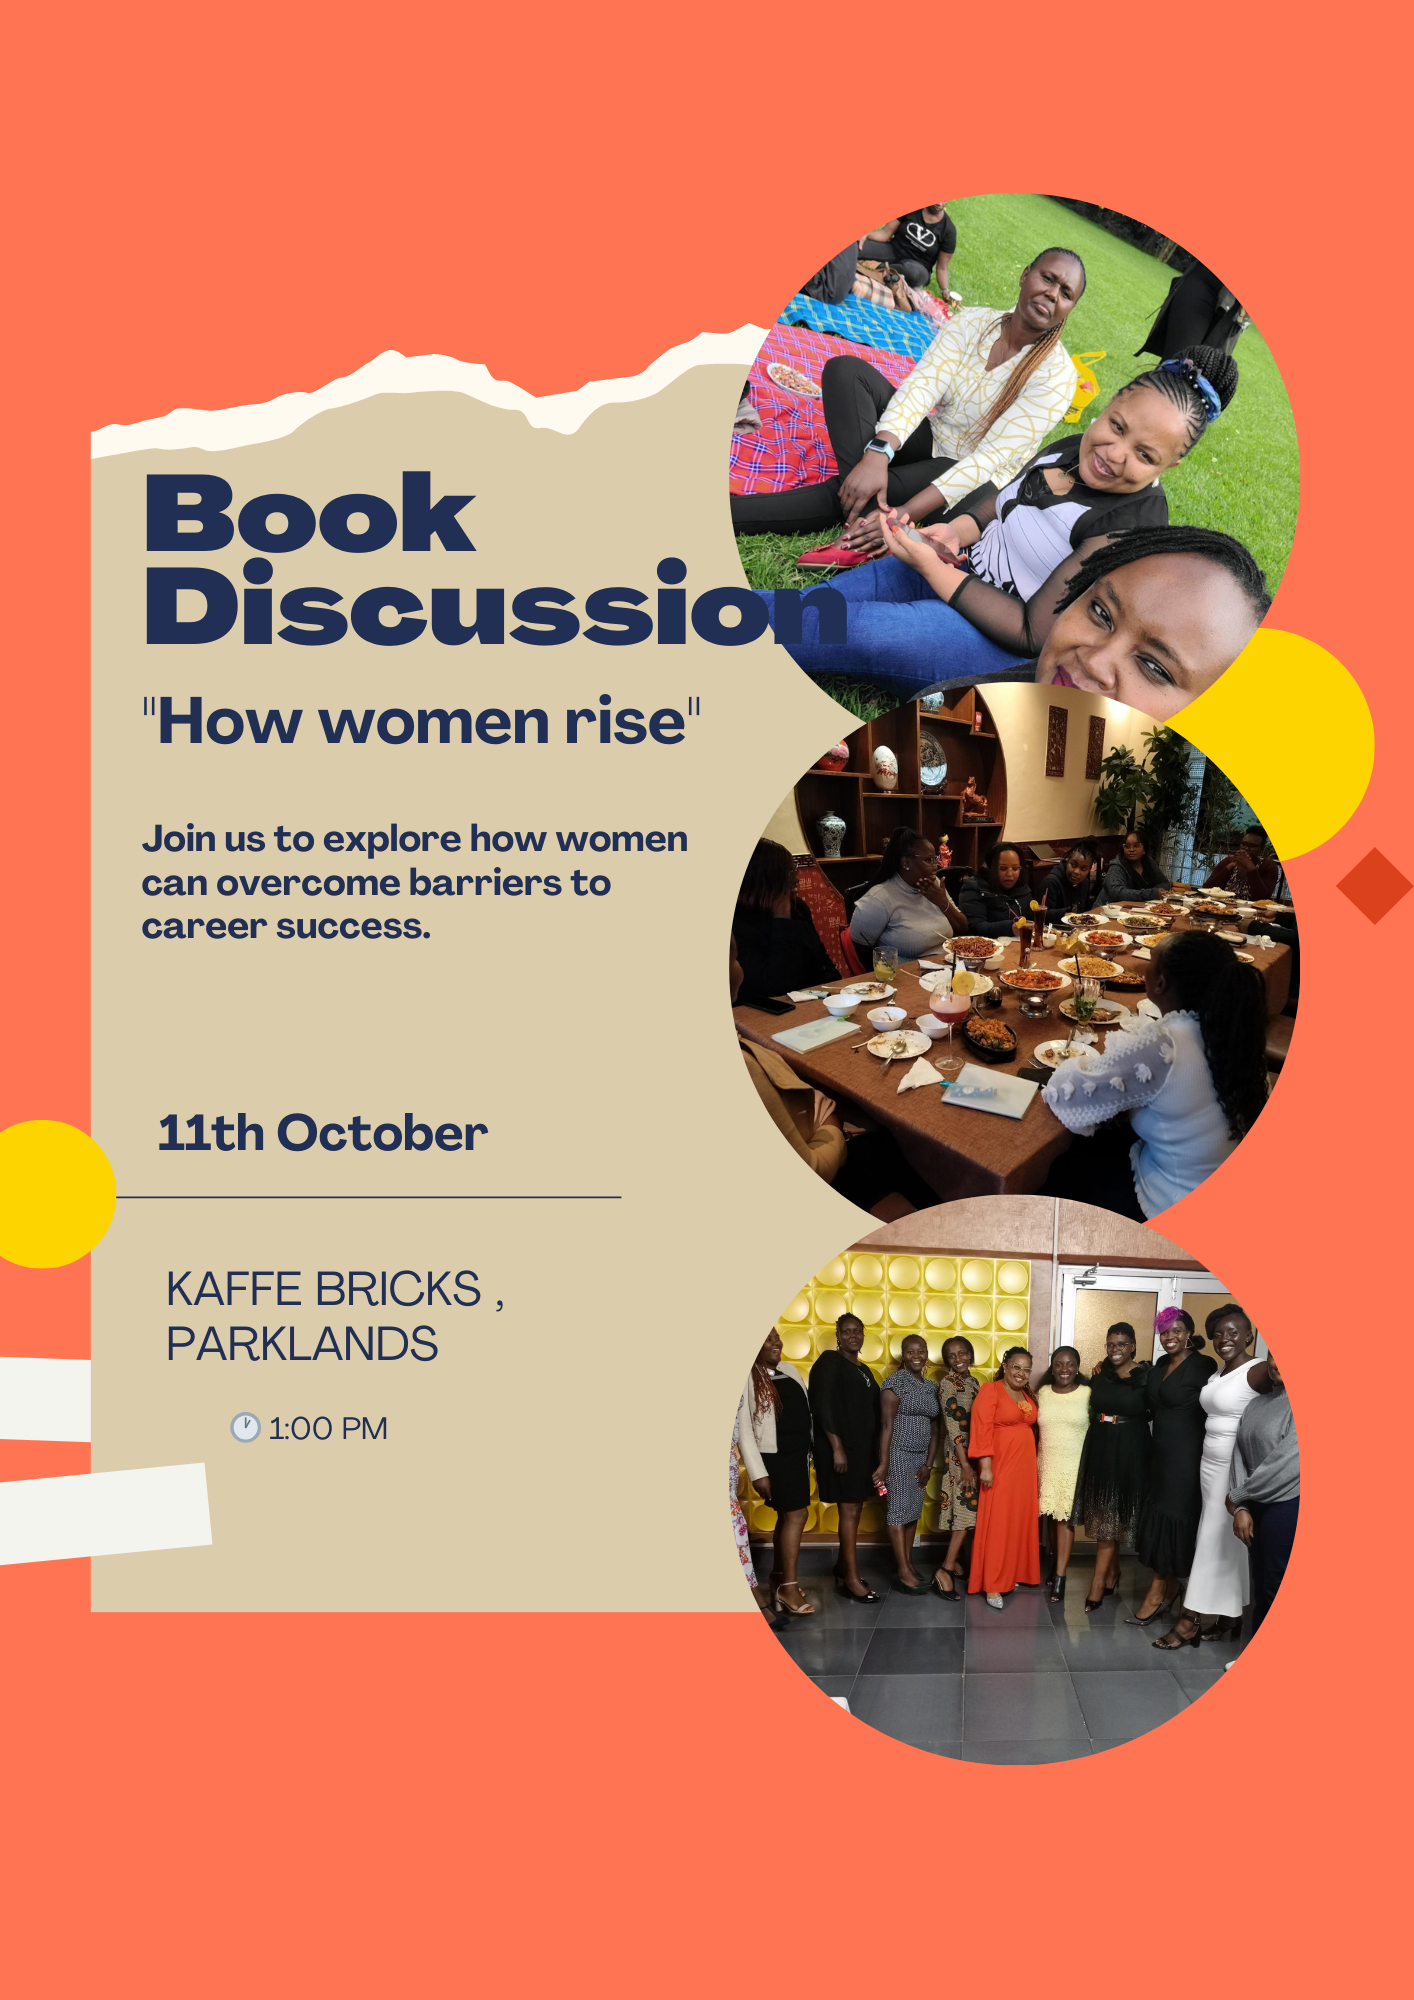 Book
Discussion
"How women rise"
Join us to explore how women
can overcome barriers to
career success.
11th October
KAFFE BRICKS ,
PARKLANDS
🕐 1:00 PM